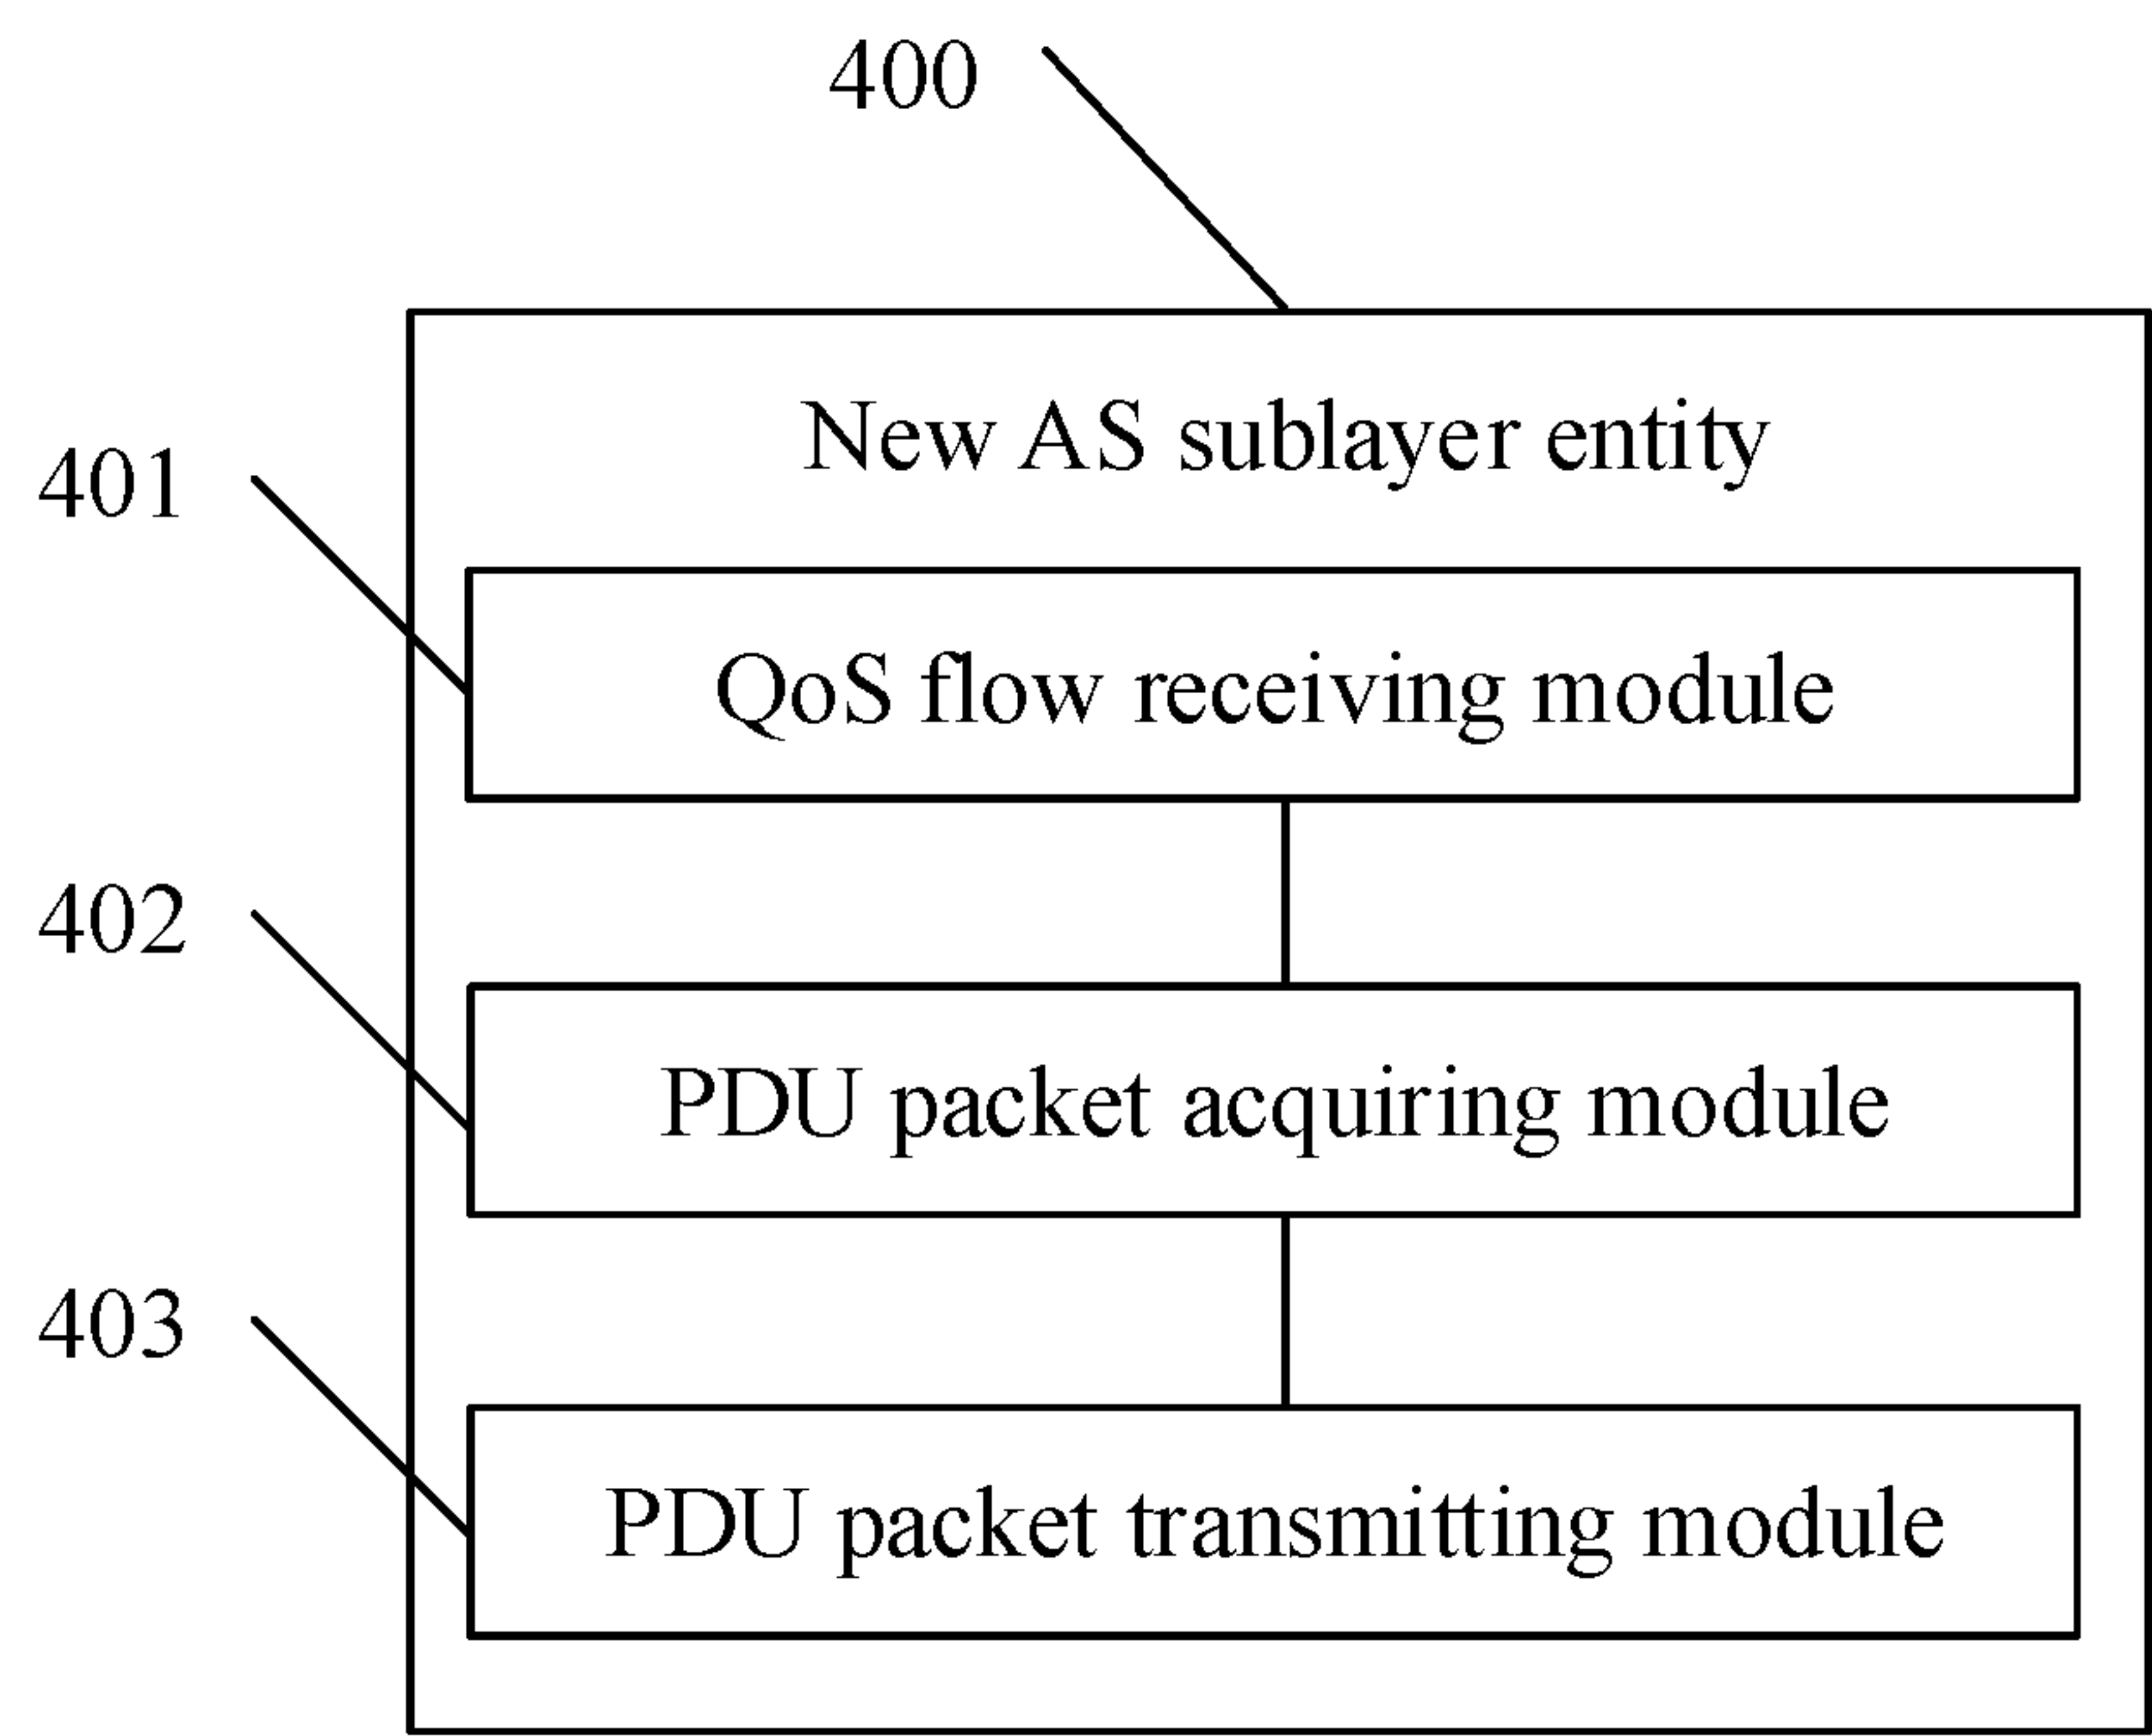 400
New AS sublayer entity
401
QoS flow receiving module
402
PDU packet acquiring module
403
PDU packet transmitting module